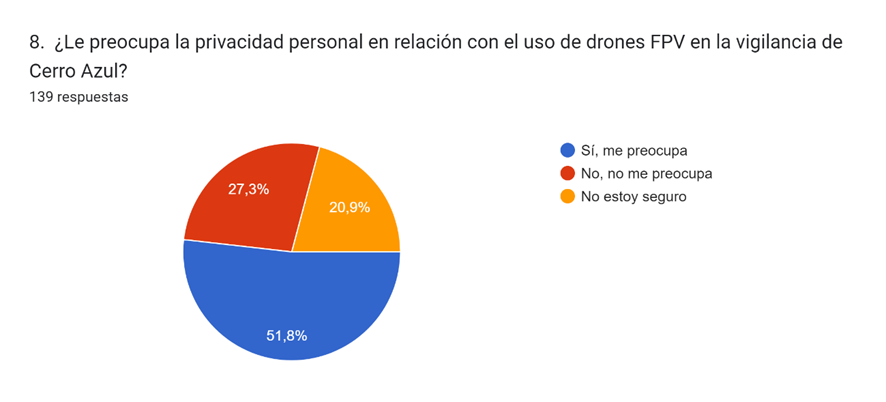 8. ¿Le preocupa la privacidad personal en relación con el uso de drones FPV en la vigilancia de
Cerro Azul?
139 respuestas
Sí, me preocupa
No, no me preocupa
No estoy seguro
27,3%
20,9%
51,8%